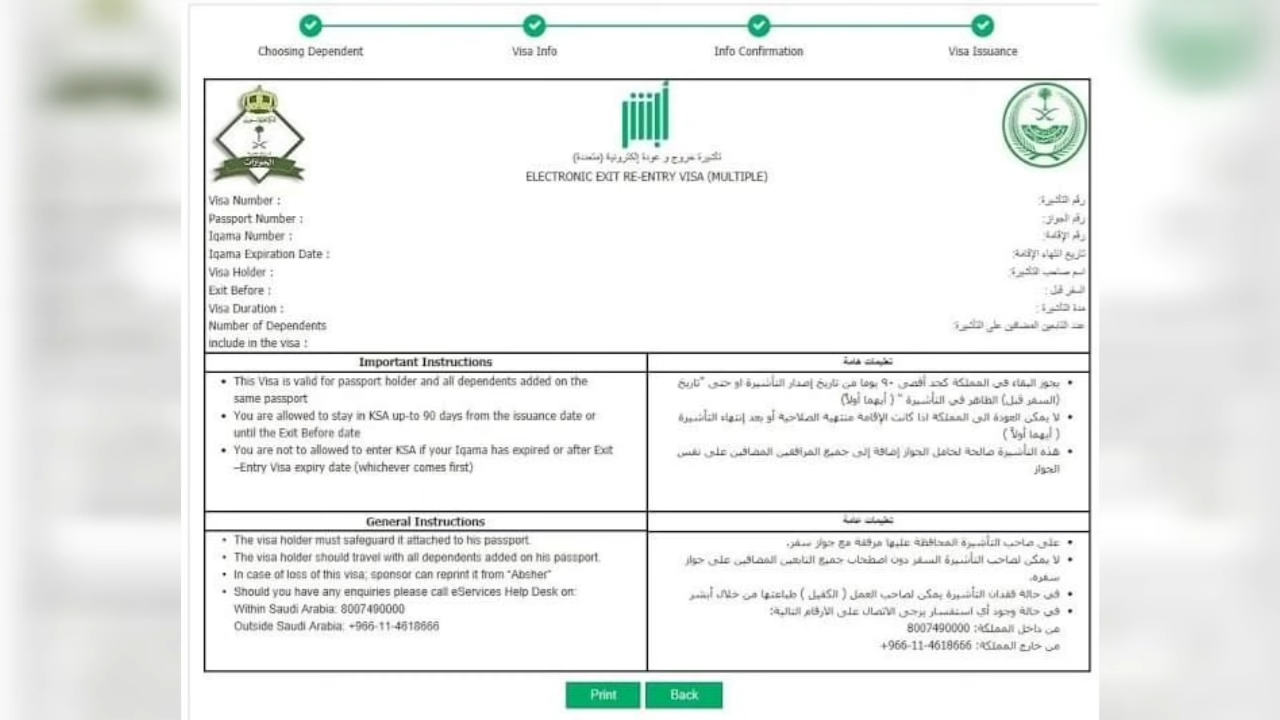 Choosing Dependent
Visa Info
Info Confirmation
Visa Issuance
الجوازات
أبشر
تأشيرة خروج و عودة إلكترونية (متعددة)
ELECTRONIC EXIT RE-ENTRY VISA (MULTIPLE)
Visa Number :
رقم التأشيرة:
Passport Number :
رقم الجواز:
Iqama Number :
رقم الإقامة:
Iqama Expiration Date :
تاريخ انتهاء الإقامة:
Visa Holder :
اسم صاحب التأشيرة:
Exit Before :
السفر قبل :
Visa Duration :
مدة التأشيرة :
Number of Dependents
include in the visa :
عدد التابعين المضافين على التأشيرة:
Important Instructions
• This Visa is valid for passport holder and all dependents added on the
same passport
• You are allowed to stay in KSA up-to 90 days from the issuance date or
until the Exit Before date
• You are not to allowed to enter KSA if your Iqama has expired or after Exit
–Entry Visa expiry date (whichever comes first)
تعليمات هامة
• يجوز البقاء في المملكة كحد أقصى ٩٠ يوما من تاريخ إصدار التأشيرة او حتى "تاريخ
(السفر قبل) الظاهر في التأشيرة " ( أيهما أولاً)
• لا يمكن العودة الى المملكة اذا كانت الإقامة منتهية الصلاحية أو بعد إنتهاء التأشيرة
( أيهما أولاً )
• هذه التأشيرة صالحة لحامل الجواز إضافة إلى جميع المرافقين المضافين على نفس
الجواز
General Instructions
• The visa holder must safeguard it attached to his passport
• The visa holder should travel with all dependents added on his passport.
• In case of loss of this visa; sponsor can reprint it from "Absher"
• Should you have any enquiries please call eServices Help Desk on:
Within Saudi Arabia: 8007490000
Outside Saudi Arabia: +966-11-4618666
تعليمات عامة
• على صاحب التأشيرة المحافظة عليها مرفقة مع جواز سفر.
• لا يمكن لصاحب التأشيرة السفر دون اصطحاب جميع التابعين المضافين على جواز
سفره.
• في حالة فقدان التأشيرة يمكن لصاحب العمل ( الكفيل ) طباعتها من خلال أبشر
• في حالة وجود أي استفسار يرجى الاتصال على الأرقام التالية:
من داخل المملكة: 8007490000
من خارج المملكة: 966-11-4618666+
Print
Back